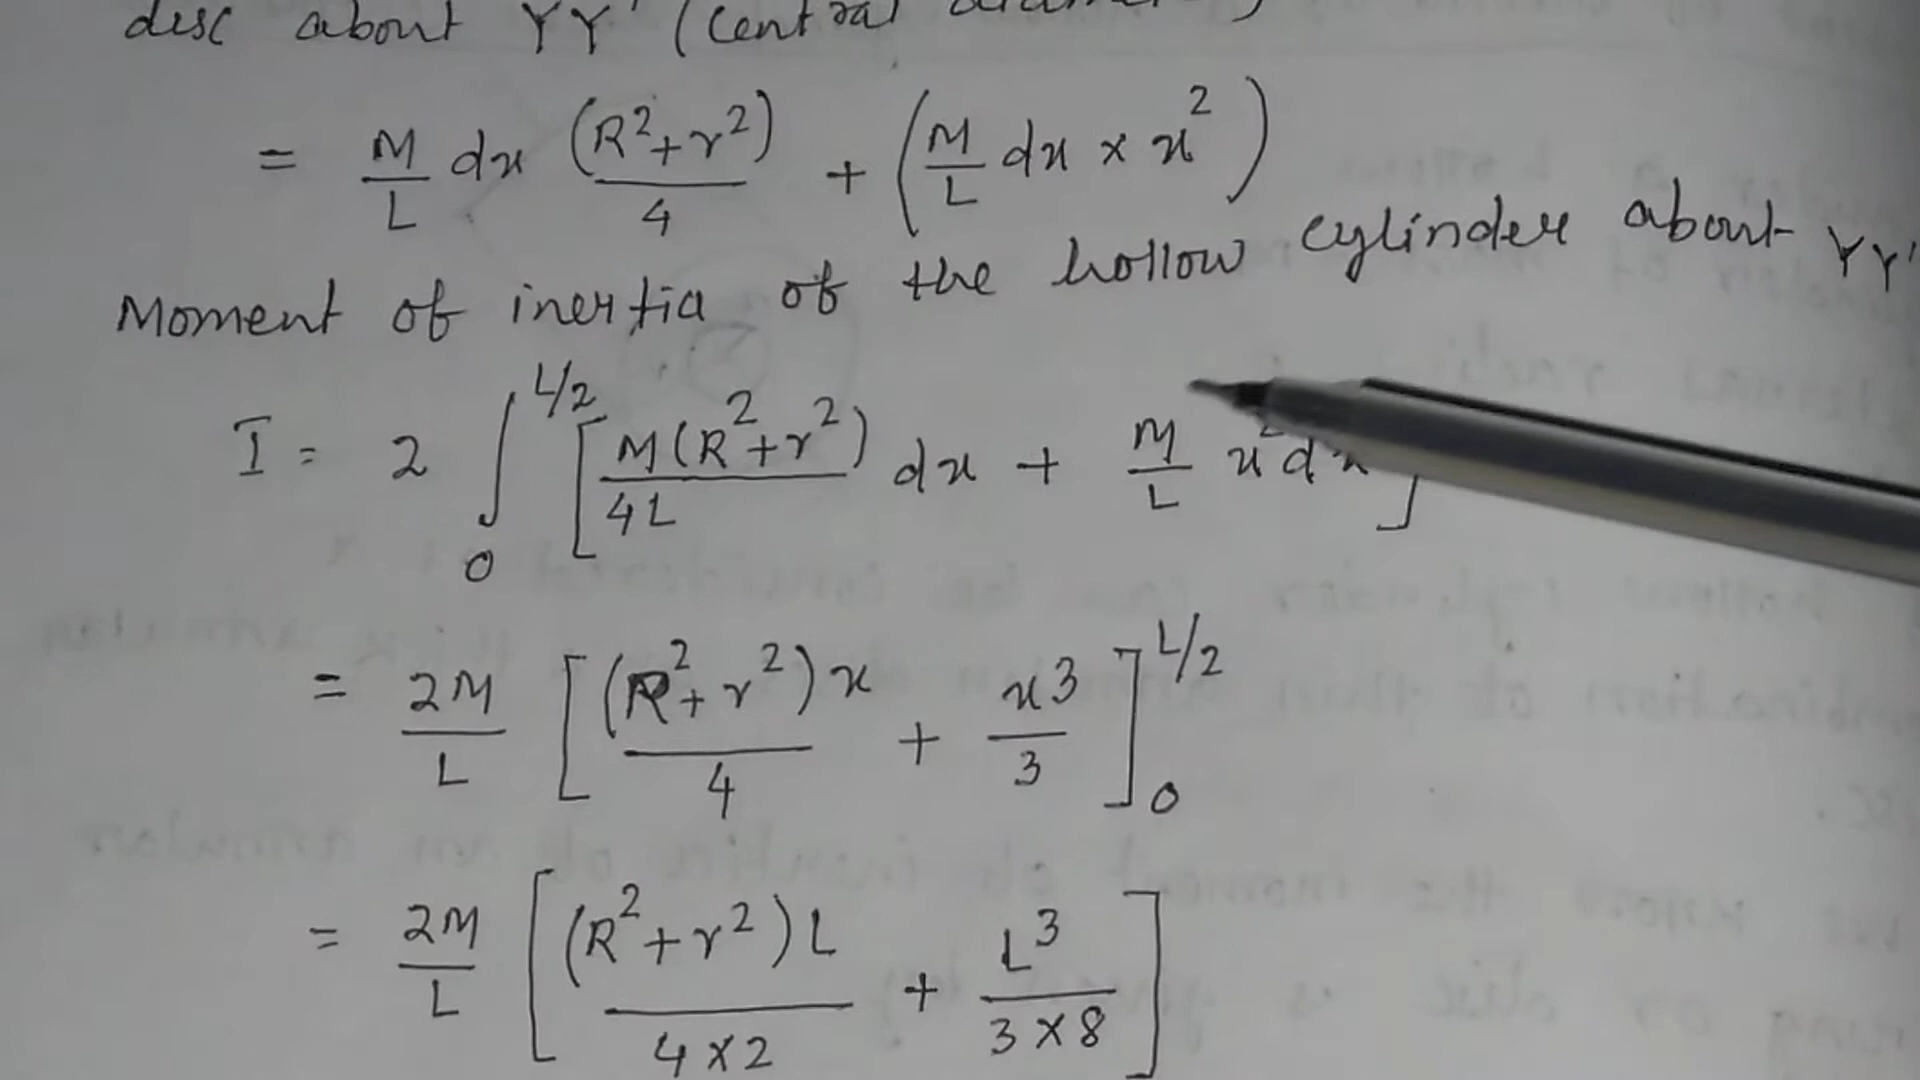 disc about YY' (central diameter)
= M/L dx (R²+r²)/4 + (M/L dx × x²)
Moment of inertia of the hollow cylinder about YY'
I = 2 ∫₀^{L/2} [M(R²+r²)/4L dx + M/L x²dx]
= 2M/L [(R²+r²)x/4 + x³/3]₀^{L/2}
= 2M/L [(R²+r²)L/4×2 + L³/3×8]